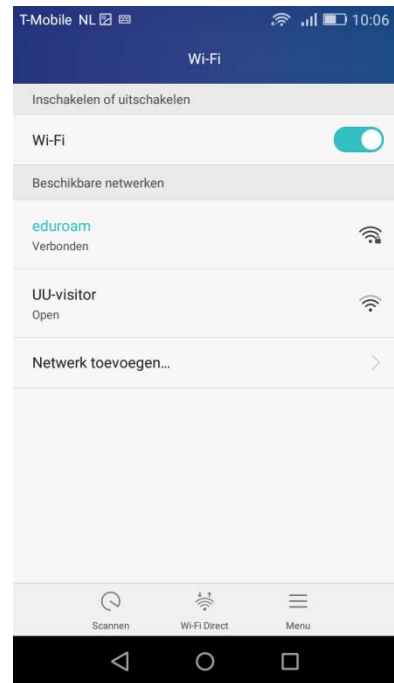 T-Mobile NL 10:06
Wi-Fi
Inschakelen of uitschakelen
Wi-Fi
Beschikbare netwerken
eduroam
Verbonden
UU-visitor
Open
Netwerk toevoegen...
Scannen Wi-Fi Direct Menu